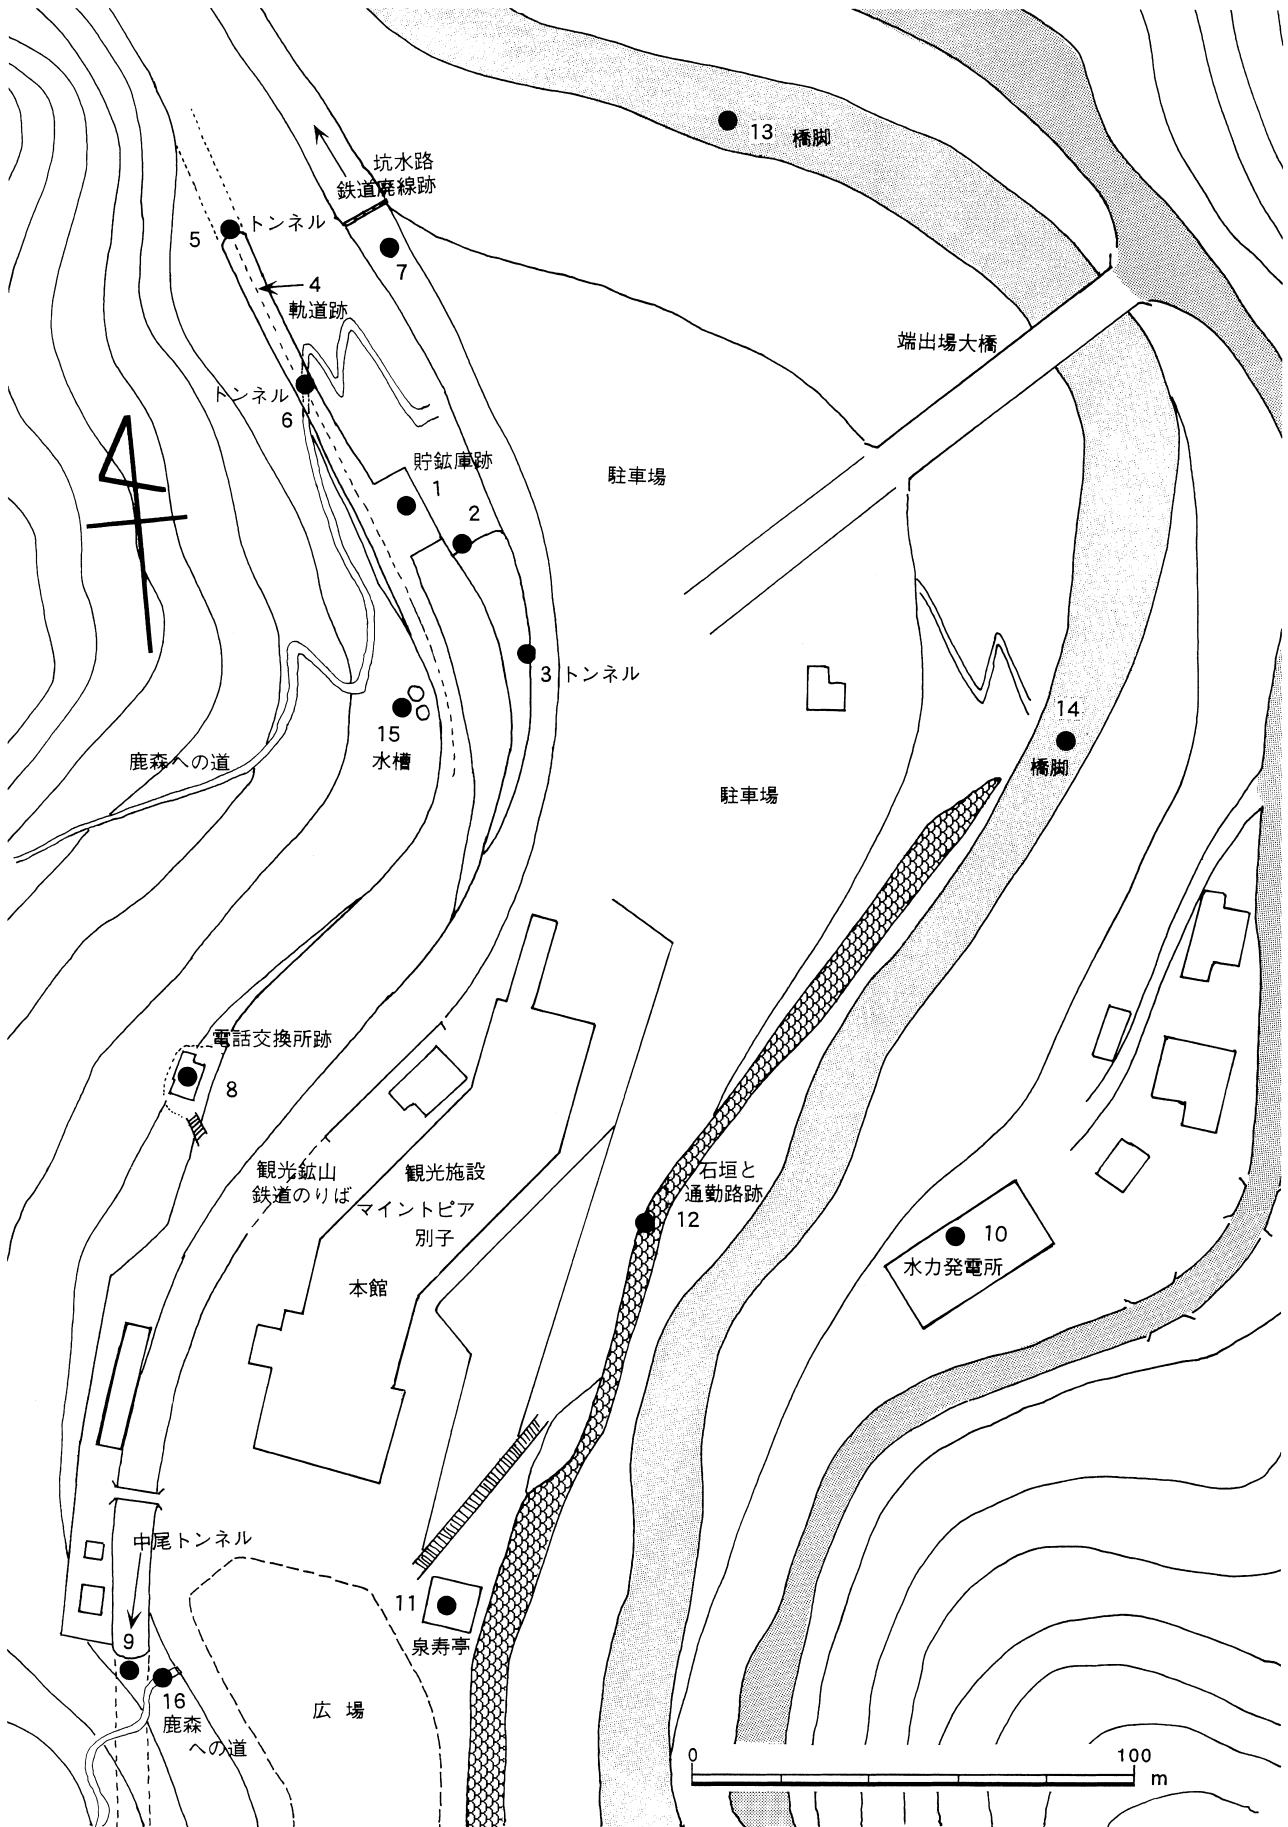 13 橋脚
坑水路
鉄道廃線跡
トンネル
5
7
4
軌道跡
端出場大橋
トンネル
6
貯鉱庫跡
1
2
駐車場
3 トンネル
14
橋脚
15
水槽
鹿森への道
駐車場
電話交換所跡
8
観光鉱山
鉄道のりば
観光施設
マイントピア
別子
本館
石垣と
通勤路跡
12
10
水力発電所
中尾トンネル
11
泉寿亭
9
16
鹿森
への道
広場
0 100
m